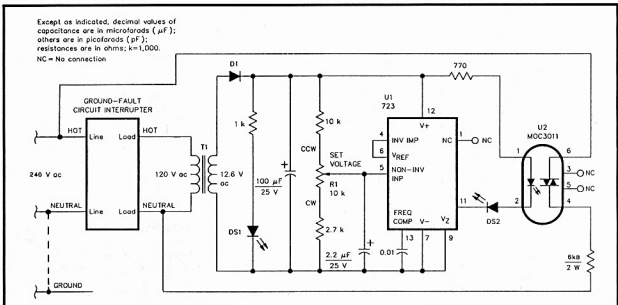 Except as indicated, decimal values of
capacitance are in microfarads (μF);
others are in picofarads (pF);
resistances are in ohms; k=1,000.
NC = No connection
GROUND-FAULT
CIRCUIT INTERRUPTER
HOT
Line
Load
HOT
240 V ac
NEUTRAL
Line
Load
NEUTRAL
GROUND
T1
120 V ac
12.6 V
ac
D1
1 k
DS1
100 μF
25 V
10 k
CCW
SET
VOLTAGE
R1
10 k
CW
2.7 k
2.2 μF
25 V
U1
723
12
V+
4
INV IMP
6
VREF
5
NON-INV
INP
NC
1
NC
11
FREQ
COMP
V-
VZ
13
7
9
0.01
770
DS2
U2
MOC3011
1
2
6
3
NC
5
NC
4
6k8
2 W